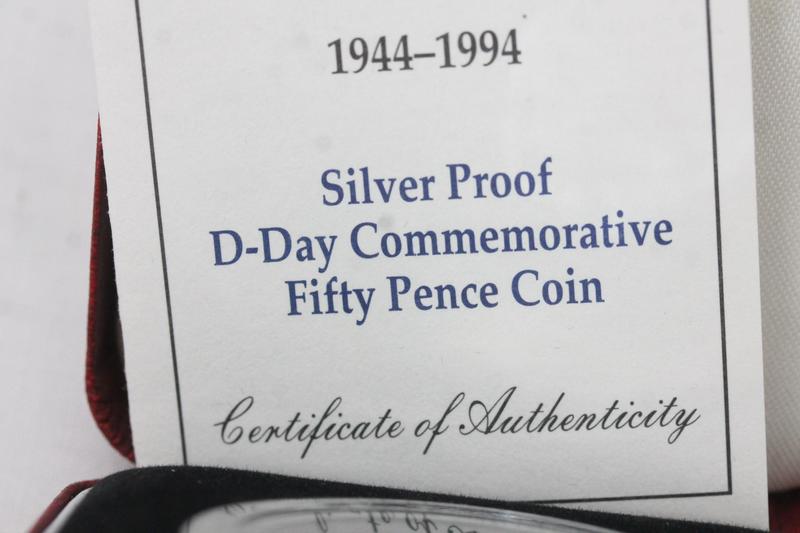 1944–1994
Silver Proof
D-Day Commemorative
Fifty Pence Coin
Certificate of Authenticity